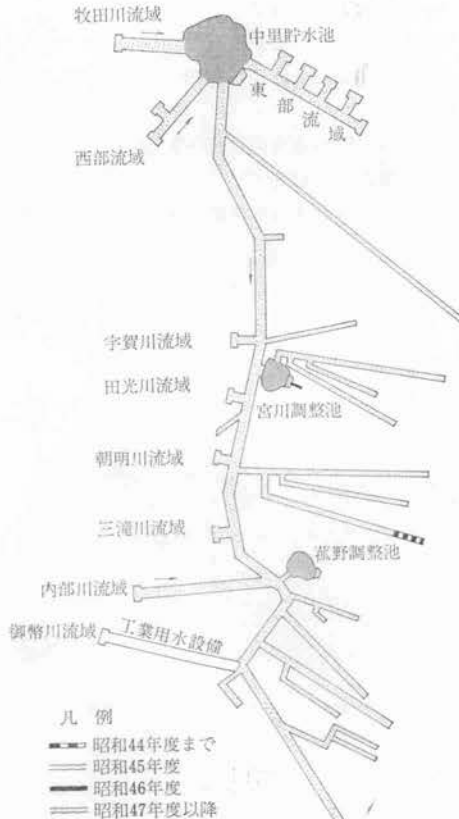 牧田川流域
中里貯水池
東部流域
西部流域
宇賀川流域
田光川流域
宮川調整池
朝明川流域
三滝川流域
菰野調整池
内部川流域
御幣川流域
工業用水設備
凡例
昭和44年度まで
昭和45年度
昭和46年度
昭和47年度以降